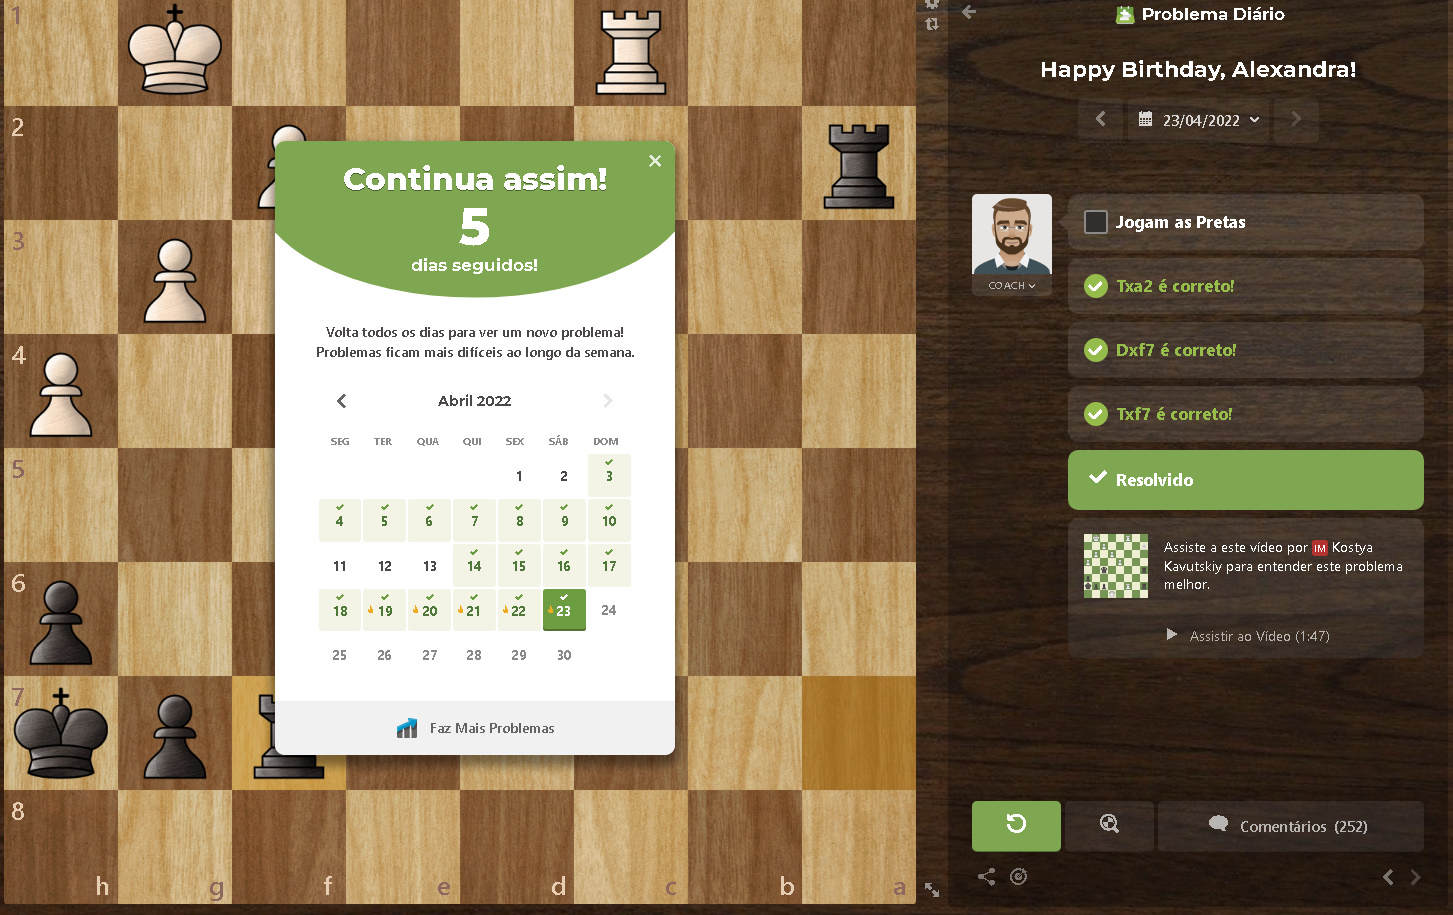 1
2
3
4
5
6
7
8
h
g
f
e
d
c
b
a
Continua assim!
5
dias seguidos!
Volta todos os dias para ver um novo problema!
Problemas ficam mais difíceis ao longo da semana.
Abril 2022
SEG TER QUA QUI SEX SÁB DOM
1 2 3
4 5 6 7 8 9 10
11 12 13 14 15 16 17
18 19 20 21 22 23 24
25 26 27 28 29 30
Faz Mais Problemas
Problema Diário
Happy Birthday, Alexandra!
23/04/2022
COACH
Jogam as Pretas
Txa2 é correto!
Dxf7 é correto!
Txf7 é correto!
Resolvido
Assiste a este vídeo por IM Kostya
Kavutskiy para entender este problema
melhor.
Assistir ao Vídeo (1:47)
Comentários (252)